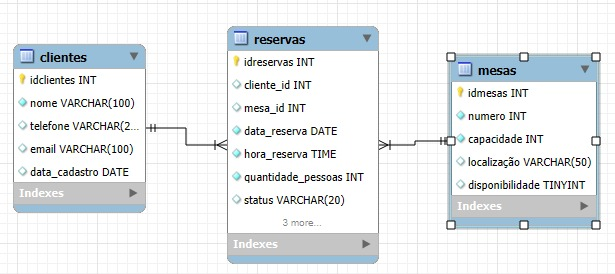 clientes
idclientes INT
nome VARCHAR(100)
telefone VARCHAR(2...
email VARCHAR(100)
data_cadastro DATE
Indexes
reservas
idreservas INT
cliente_id INT
mesa_id INT
data_reserva DATE
hora_reserva TIME
quantidade_pessoas INT
status VARCHAR(20)
3 more...
Indexes
mesas
idmesas INT
numero INT
capacidade INT
localização VARCHAR(50)
disponibilidade TINYINT
Indexes